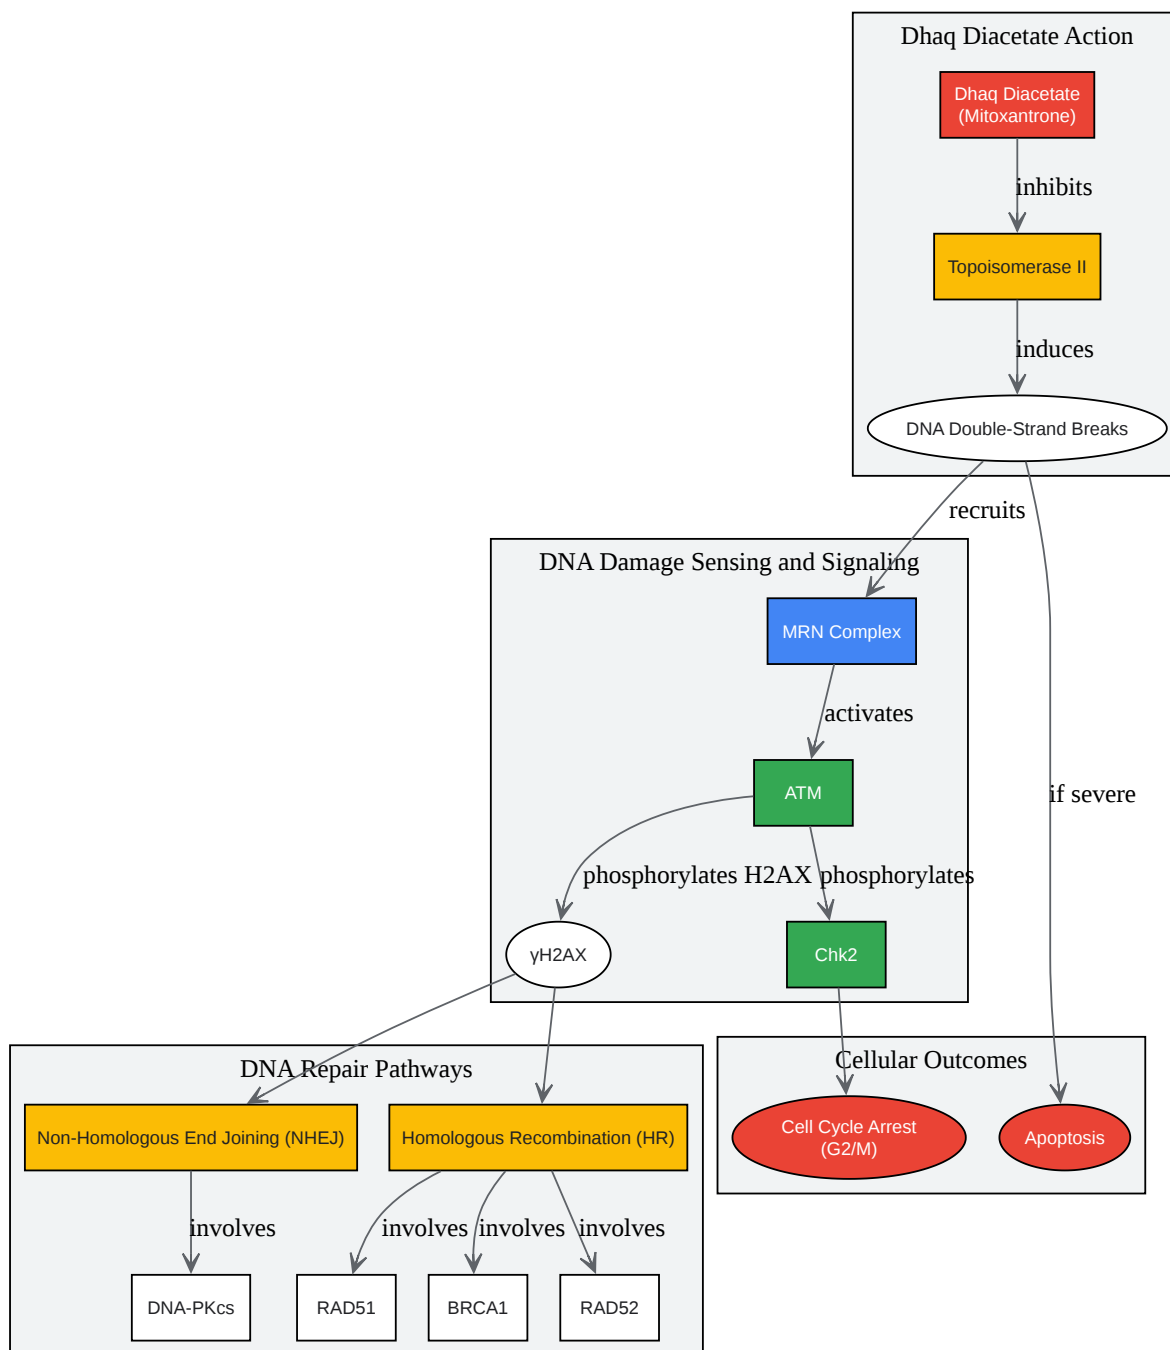 Dhaq Diacetate Action
Dhaq Diacetate
(Mitoxantrone)
inhibits
Topoisomerase II
induces
DNA Double-Strand Breaks
recruits
DNA Damage Sensing and Signaling
MRN Complex
activates
ATM
if severe
phosphorylates H2AX
phosphorylates
γH2AX
Chk2
DNA Repair Pathways
Cellular Outcomes
Non-Homologous End Joining (NHEJ)
Homologous Recombination (HR)
Cell Cycle Arrest
(G2/M)
Apoptosis
involves
involves
involves
involves
DNA-PKcs
RAD51
BRCA1
RAD52